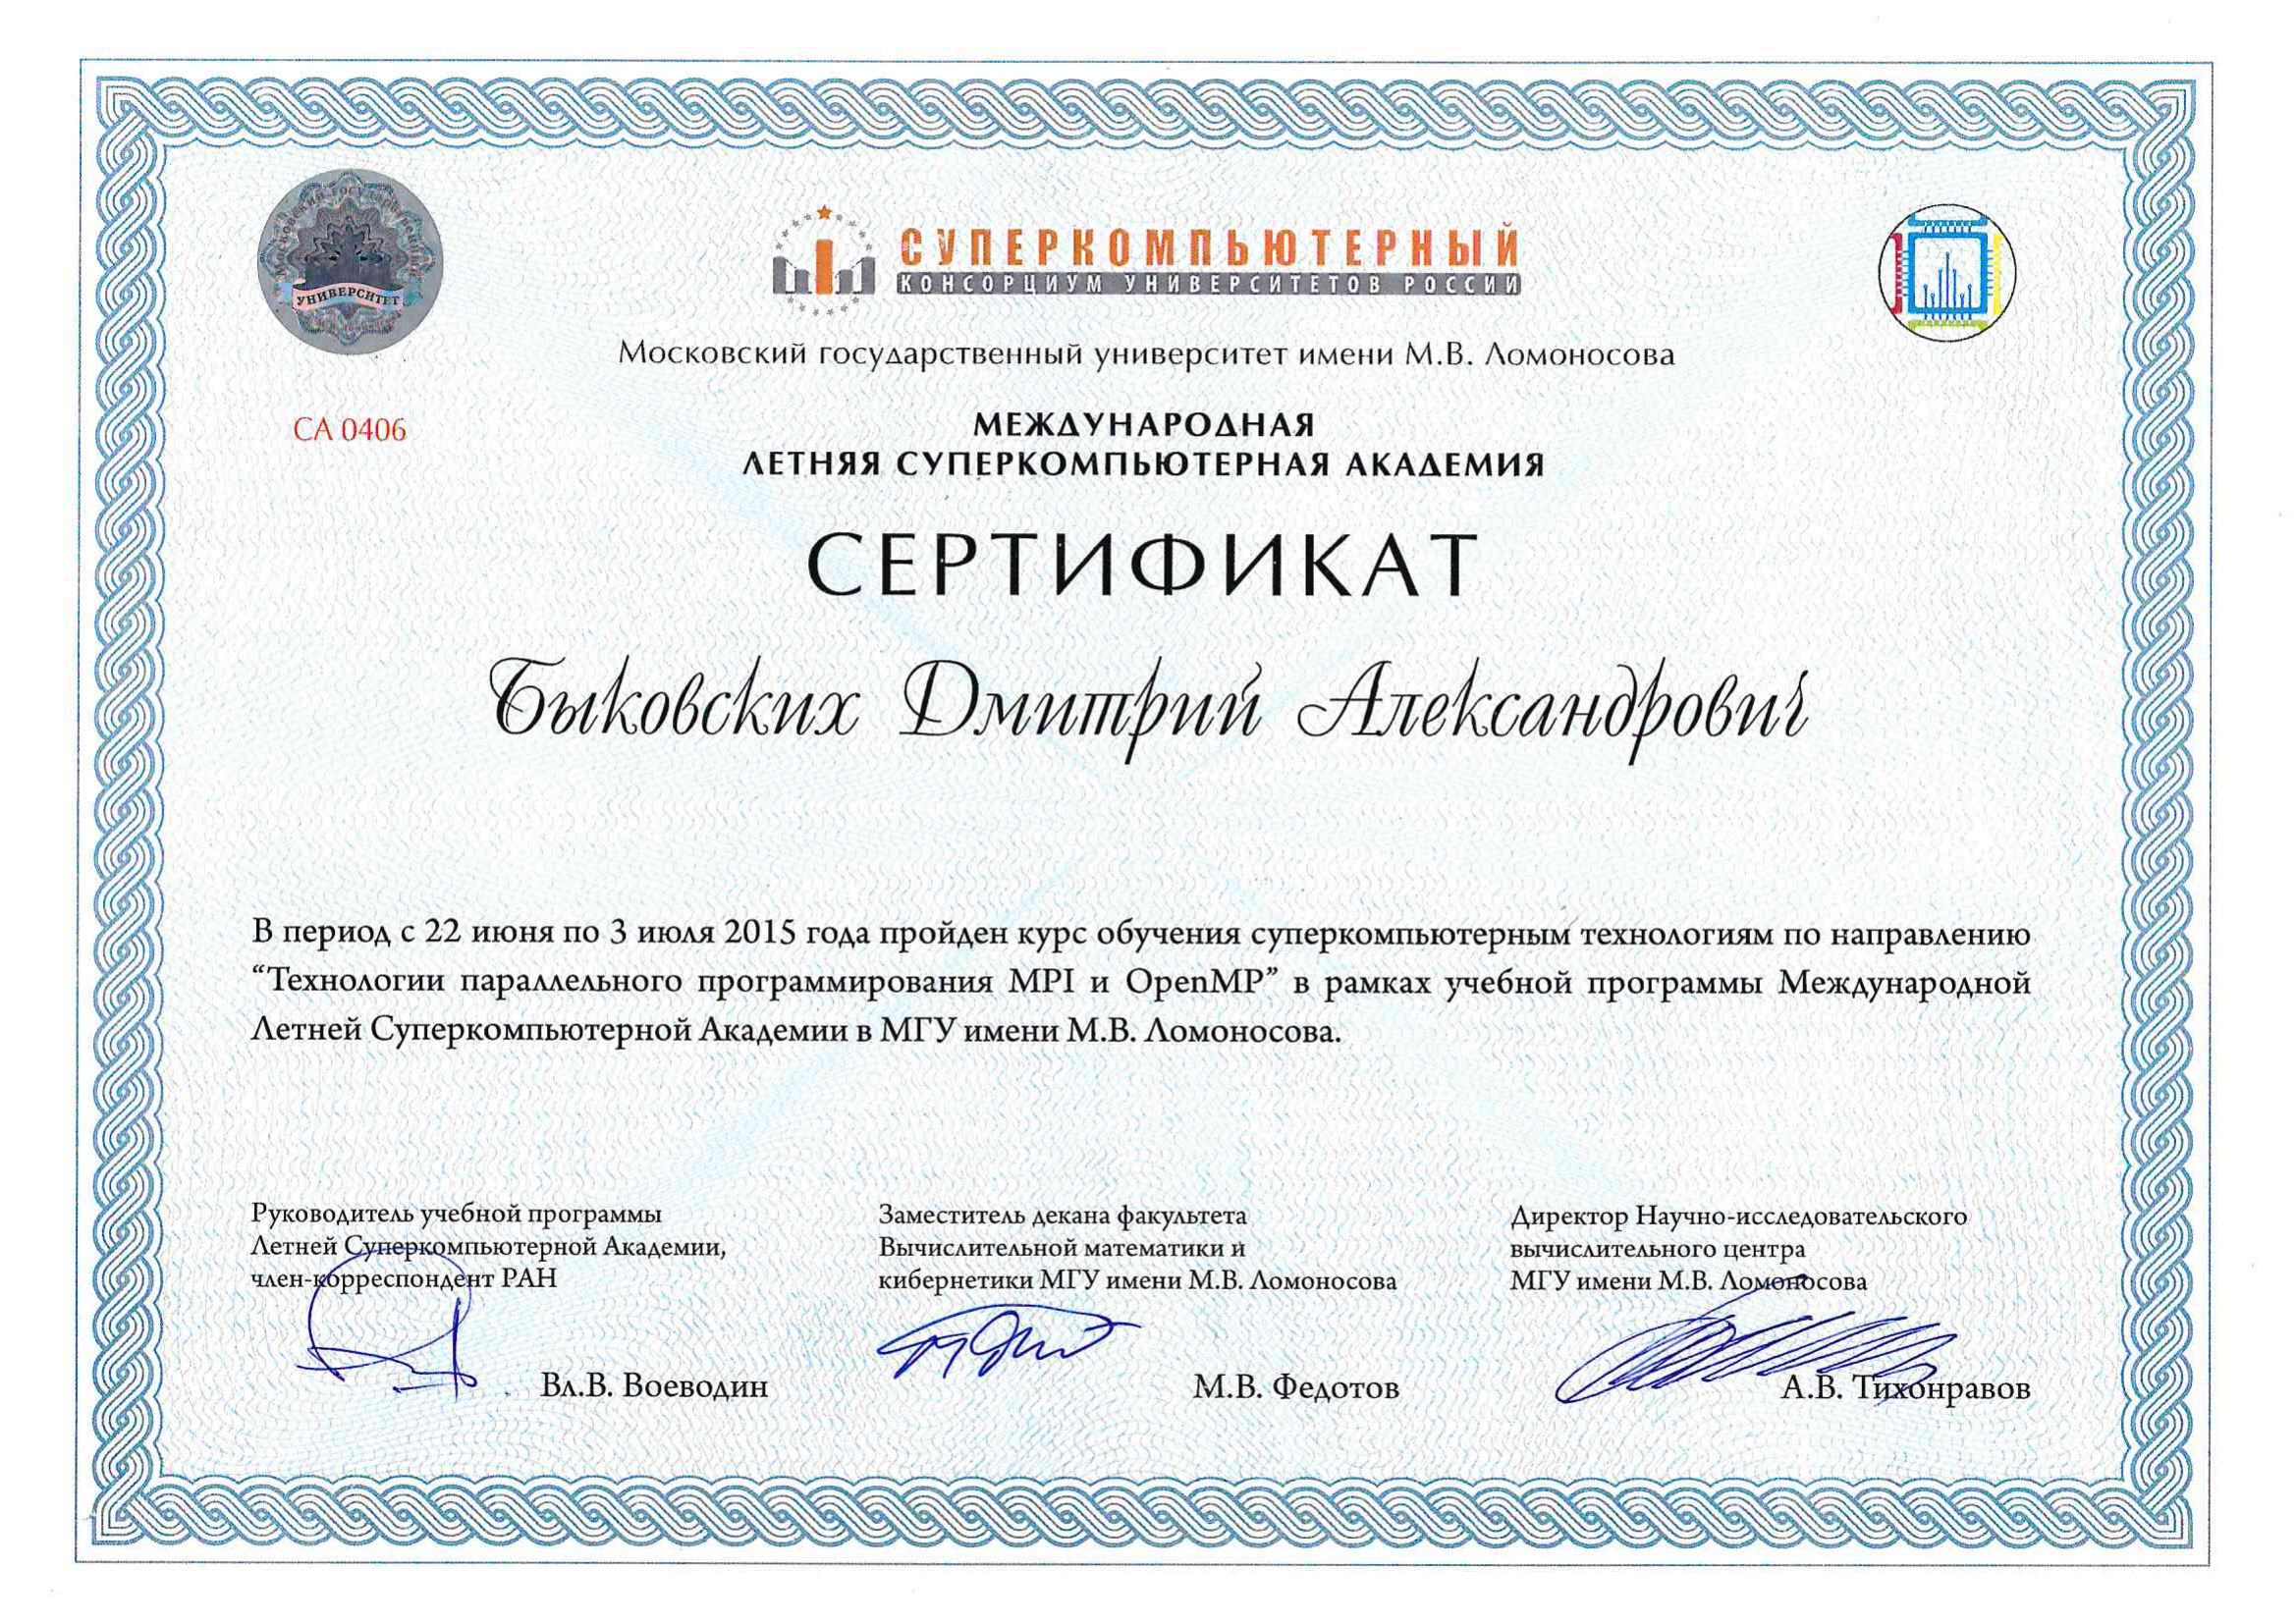 УНИВЕРСИТЕТ
СУПЕРКОМПЬЮТЕРНЫЙ
КОНСОРЦИУМ УНИВЕРСИТЕТОВ РОССИИ
Московский государственный университет имени М.В. Ломоносова
СА 0406
МЕЖДУНАРОДНАЯ
ЛЕТНЯЯ СУПЕРКОМПЬЮТЕРНАЯ АКАДЕМИЯ
СЕРТИФИКАТ
Быковских Дмитрий Александрович
В период с 22 июня по 3 июля 2015 года пройден курс обучения суперкомпьютерным технологиям по направлению
“Технологии параллельного программирования MPI и OpenMP” в рамках учебной программы Международной
Летней Суперкомпьютерной Академии в МГУ имени М.В. Ломоносова.
Руководитель учебной программы
Летней Суперкомпьютерной Академии,
член-корреспондент РАН
Вл.В. Воеводин
Заместитель декана факультета
Вычислительной математики и
кибернетики МГУ имени М.В. Ломоносова
М.В. Федотов
Директор Научно-исследовательского
вычислительного центра
МГУ имени М.В. Ломоносова
А.В. Тихонравов